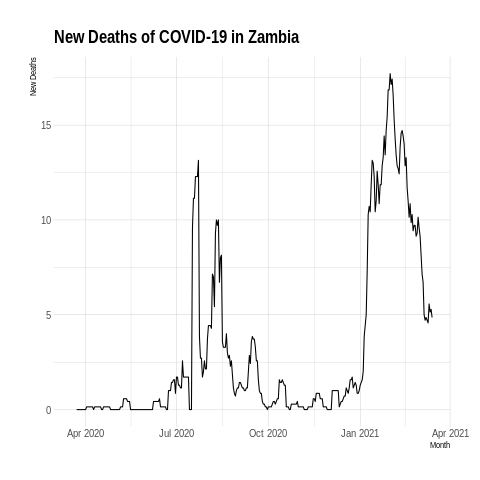 New Deaths of COVID-19 in Zambia
New Deaths
15
10
5
0
Apr 2020 Jul 2020 Oct 2020 Jan 2021 Apr 2021
Month